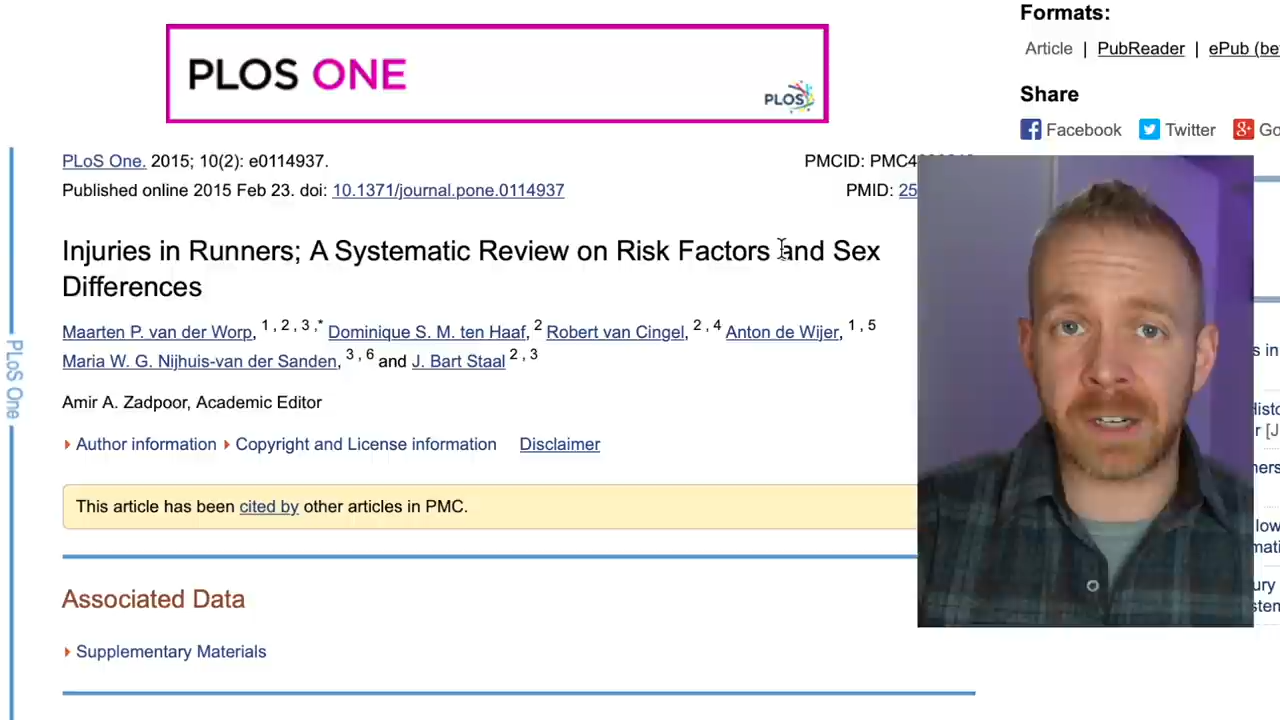 PLOS ONE
PLOS
PLoS One. 2015; 10(2): e0114937.
PMCID: PMC4
Published online 2015 Feb 23. doi: 10.1371/journal.pone.0114937
PMID: 25
Injuries in Runners; A Systematic Review on Risk Factors and Sex
Differences
Maarten P. van der Worp, 1 , 2 , 3 ,* Dominique S. M. ten Haaf, 2 Robert van Cingel, 2 , 4 Anton de Wijer, 1 , 5
Maria W. G. Nijhuis-van der Sanden, 3 , 6 and J. Bart Staal 2 , 3
Amir A. Zadpoor, Academic Editor
Author information Copyright and License information Disclaimer
This article has been cited by other articles in PMC.
Associated Data
Supplementary Materials
PLoS One
Formats:
Article | PubReader | ePub (be
Share
Facebook Twitter Go
s in
r [J